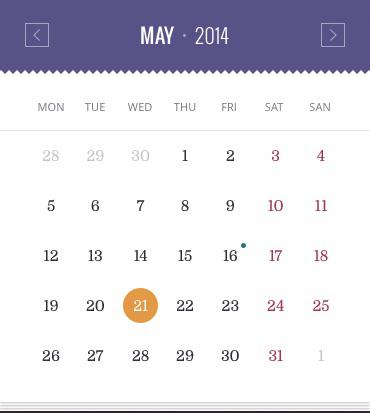 MAY · 2014
MON TUE WED THU FRI SAT SAN
28 29 30 1 2 3 4
5 6 7 8 9 10 11
12 13 14 15 16 17 18
19 20 21 22 23 24 25
26 27 28 29 30 31 1